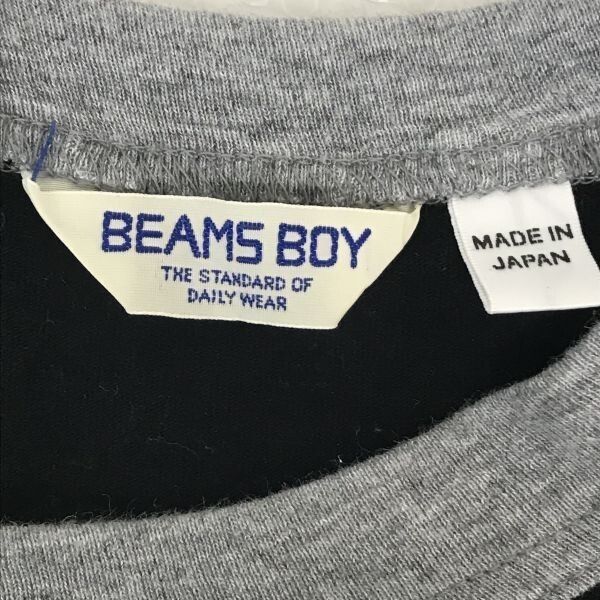 BEAMS BOY
THE STANDARD OF
DAILY WEAR
MADE IN
JAPAN